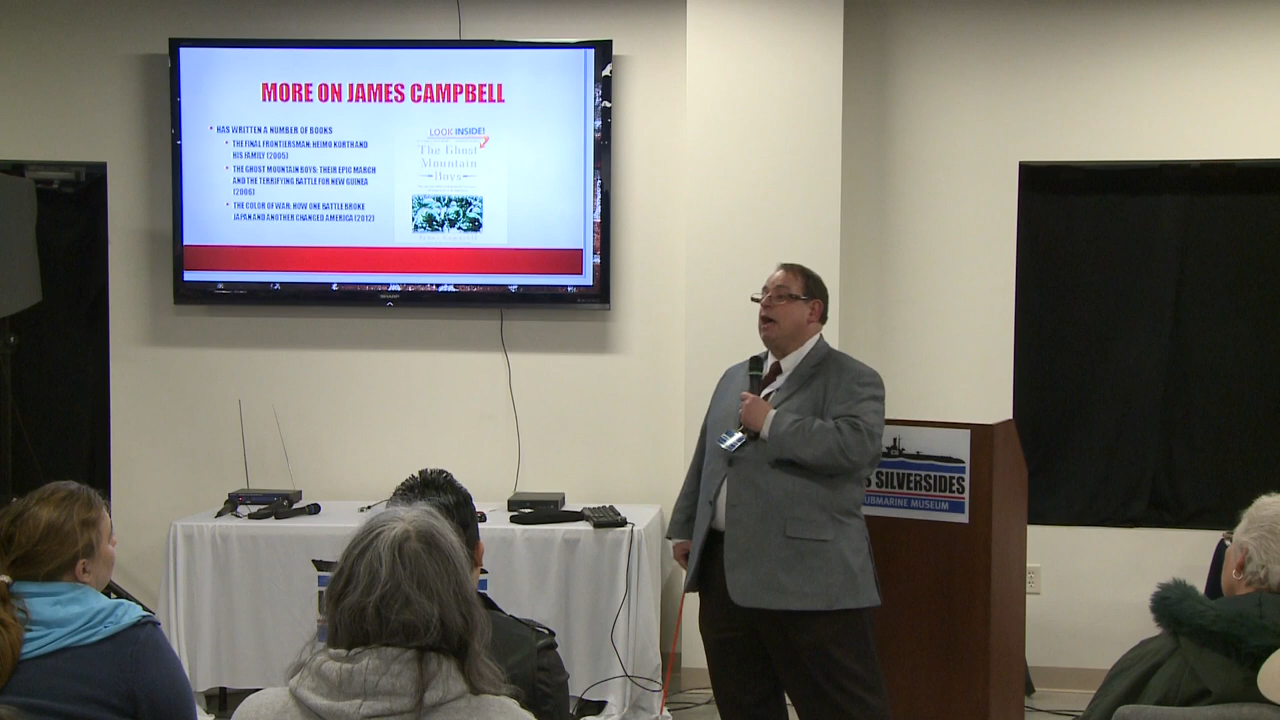 MORE ON JAMES CAMPBELL
HAS WRITTEN A NUMBER OF BOOKS
THE FINAL FRONTIERSMAN: HEIMO KORTH AND
HIS FAMILY (2005)
THE GHOST MOUNTAIN BOYS: THEIR EPIC MARCH
AND THE TERRIFYING BATTLE FOR NEW GUINEA
(2006)
THE COLOR OF WAR: HOW ONE BATTLE BROKE
JAPAN AND ANOTHER CHANGED AMERICA (2012)
LOOK INSIDE!
The Ghost
Mountain
Boys
SHARP
S SILVERSIDES
UBMARINE MUSEUM